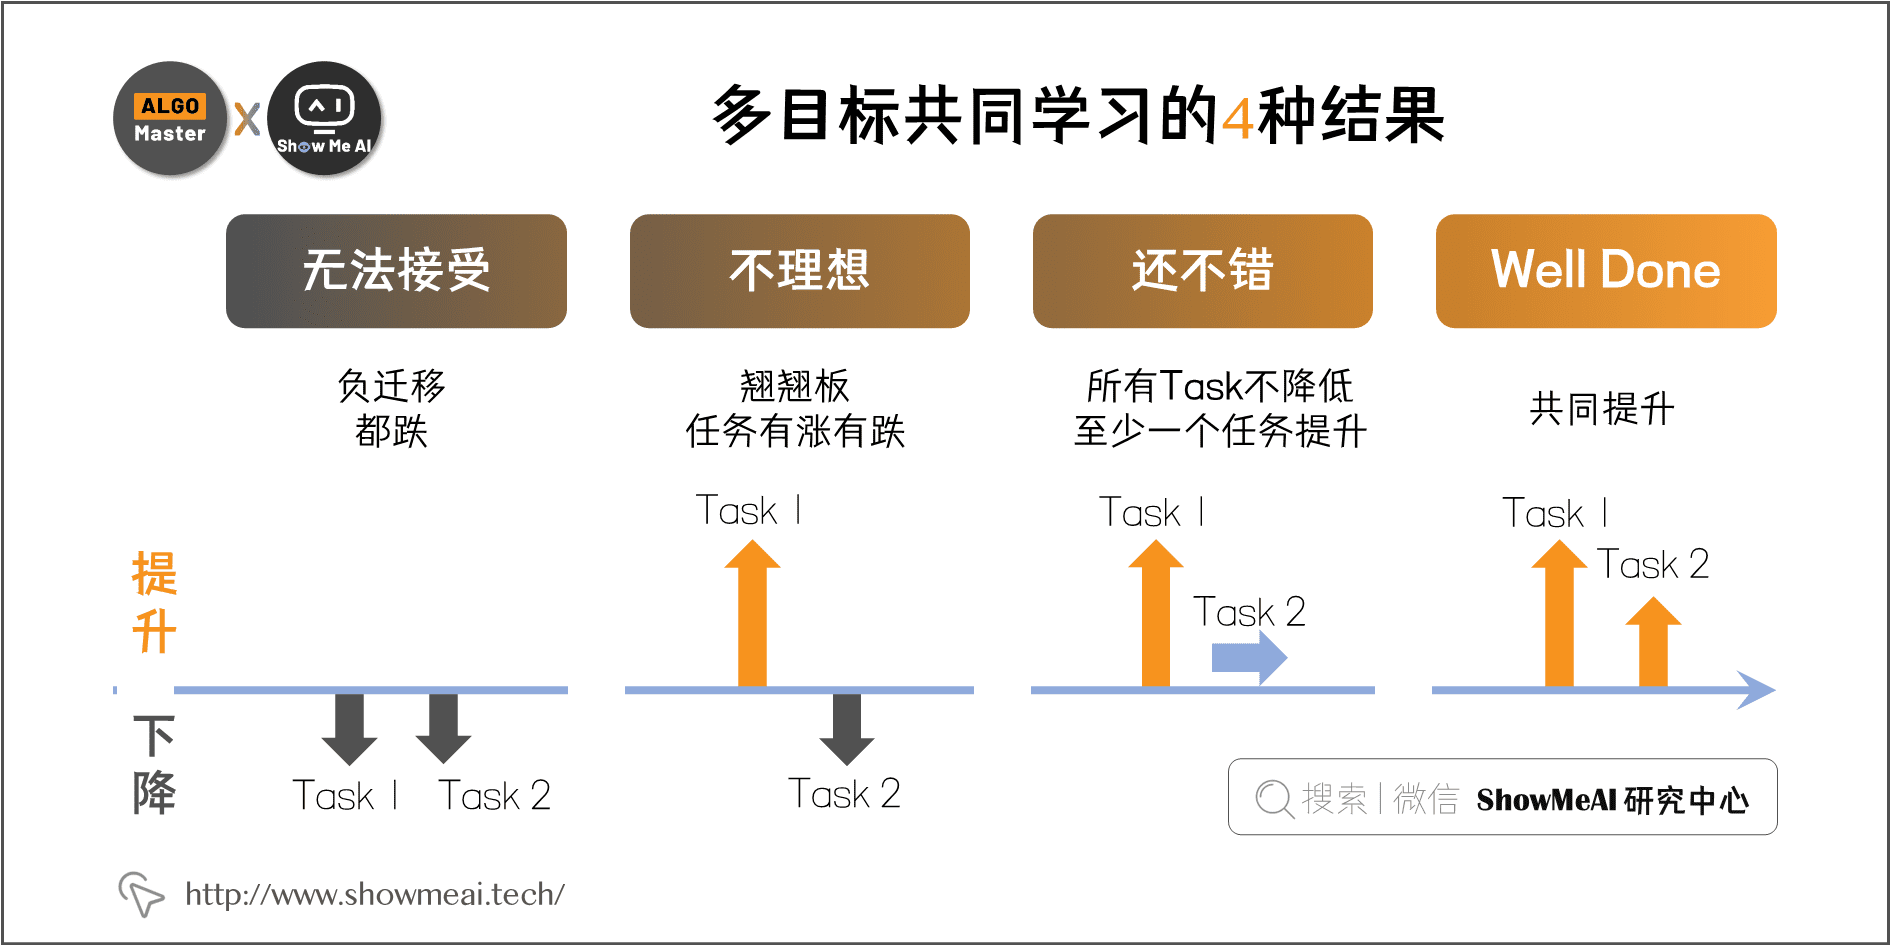 ALGO
Master
X
Show Me AI
多目标共同学习的4种结果
无法接受
不理想
还不错
Well Done
负迁移
都跌
翘翘板
任务有涨有跌
所有Task不降低
至少一个任务提升
共同提升
提升
下降
Task 1
Task 2
Task 1
Task 2
Task 1
Task 2
Task 1
Task 2
搜索|微信 ShowMeAI 研究中心
http://www.showmeai.tech/